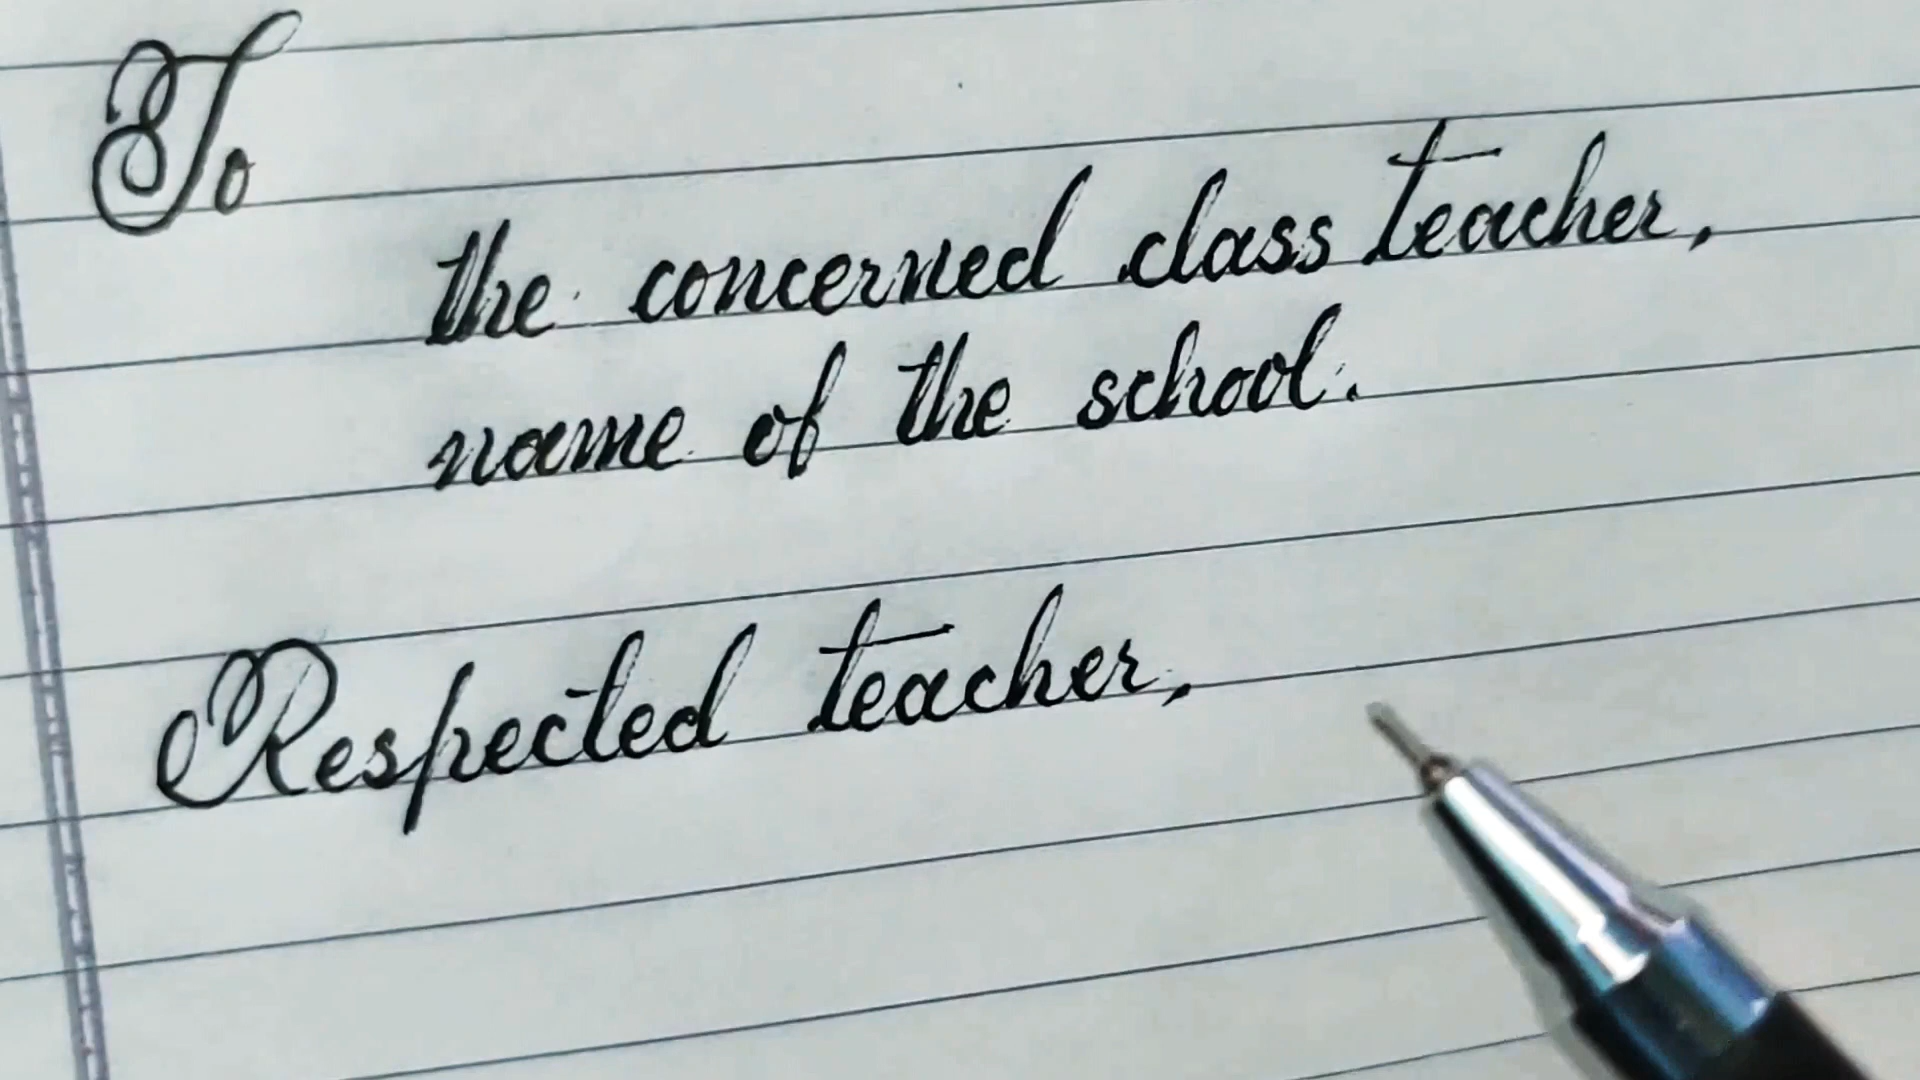 To
the concerned class teacher,
name of the school.
Respected teacher,